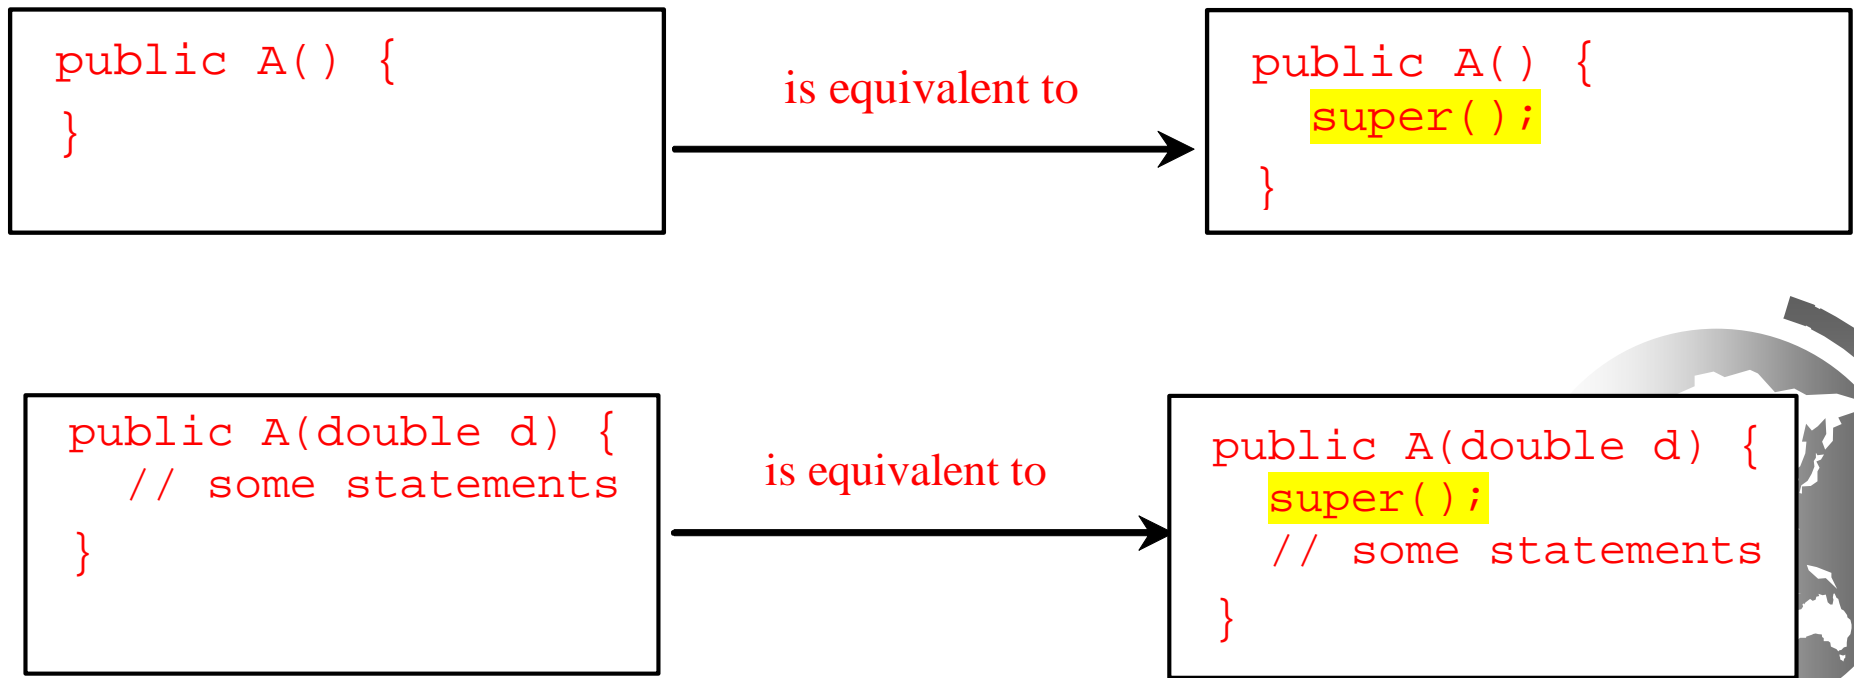 public A() {
}
is equivalent to
public A() {
super();
}
public A(double d) {
// some statements
}
is equivalent to
public A(double d) {
super();
// some statements
}